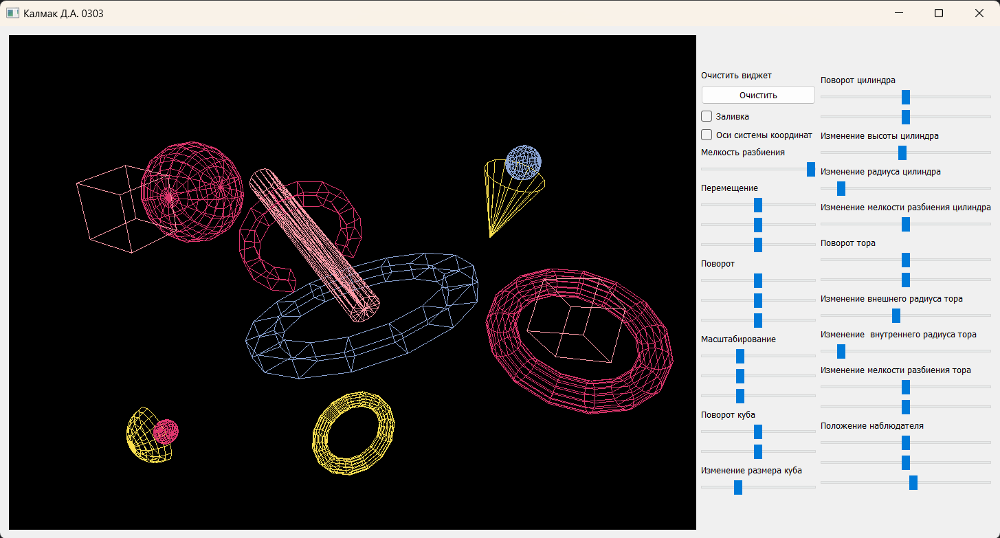 Калмак Д.А. 0303
Очистить виджет
Очистить
Заливка
Оси системы координат
Мелкость разбиения
Перемещение
Поворот
Масштабирование
Поворот куба
Изменение размера куба
Поворот цилиндра
Изменение высоты цилиндра
Изменение радиуса цилиндра
Изменение мелкости разбиения цилиндра
Поворот тора
Изменение внешнего радиуса тора
Изменение  внутреннего радиуса тора
Изменение мелкости разбиения тора
Положение наблюдателя